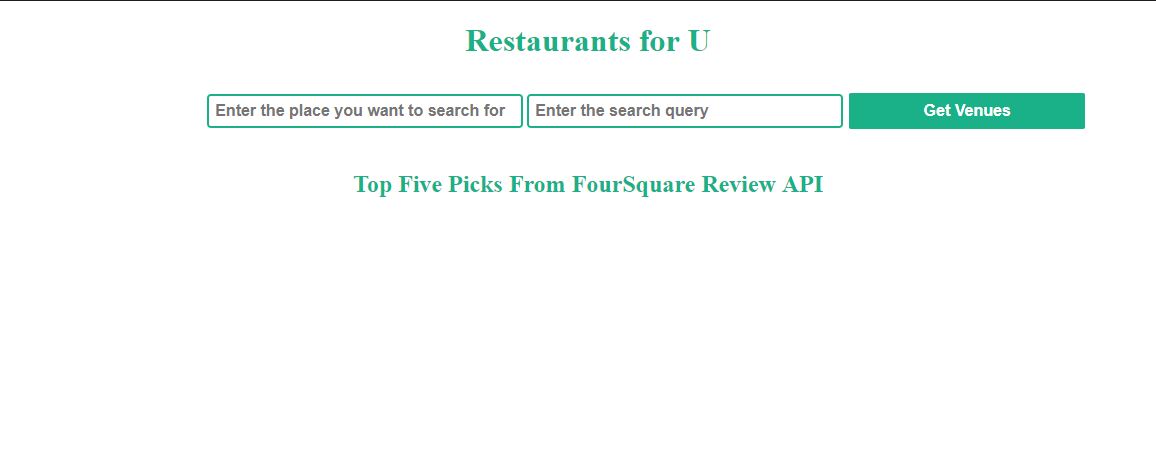 Restaurants for U
Enter the place you want to search for Enter the search query Get Venues
Top Five Picks From FourSquare Review API